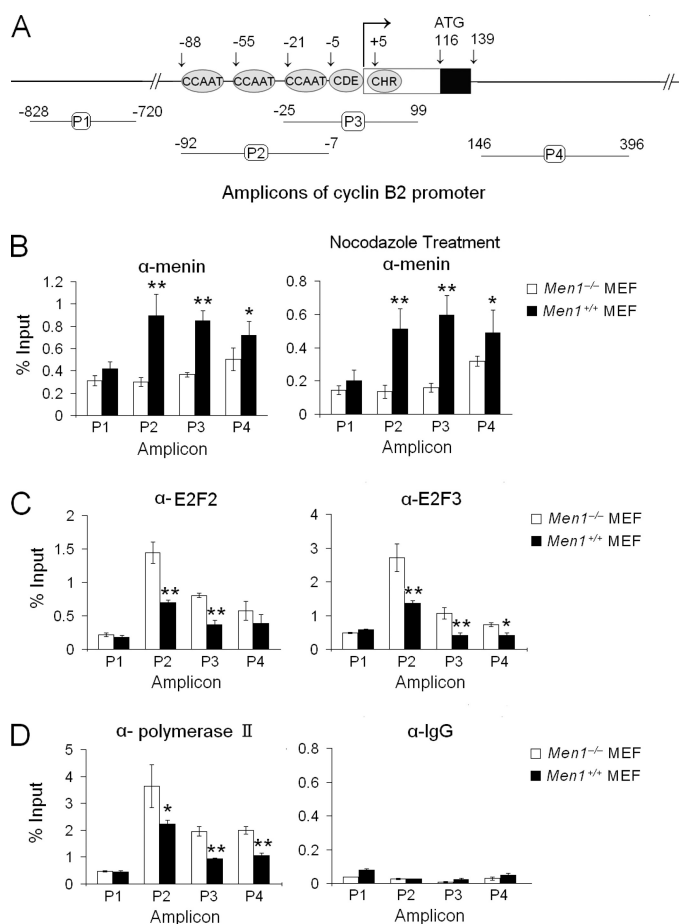 A
ATG
-88 -55 -21 -5 +5 116 139
CCAAT CCAAT CCAAT CDE CHR
-828 P1 -720
-25 P3 99
-92 P2 -7
146 P4 396
Amplicons of cyclin B2 promoter
B
α-menin
% Input
1.2
1
0.8
0.6
0.4
0.2
0
** ** *
P1 P2 P3 P4
Amplicon
Nocodazole Treatment
α-menin
0.8
0.6
0.4
0.2
0
** ** *
P1 P2 P3 P4
Amplicon
Men1–/– MEF
Men1+/+ MEF
C
α-E2F2
% Input
2
1.5
1
0.5
0
** **
P1 P2 P3 P4
Amplicon
α-E2F3
4
3
2
1
0
** ** *
P1 P2 P3 P4
Amplicon
Men1–/– MEF
Men1+/+ MEF
D
α- polymerase II
% Input
5
4
3
2
1
0
* ** **
P1 P2 P3 P4
Amplicon
α-IgG
0.8
0.6
0.4
0.2
0
P1 P2 P3 P4
Amplicon
Men1–/– MEF
Men1+/+ MEF